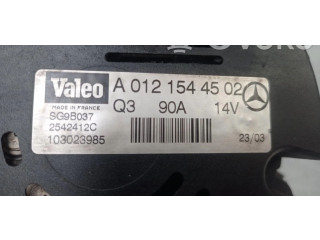 Valeo A 012 154 45 02
MADE IN FRANCE Q3 90A 14V
SG9B037
2542412C
103023985 23/03